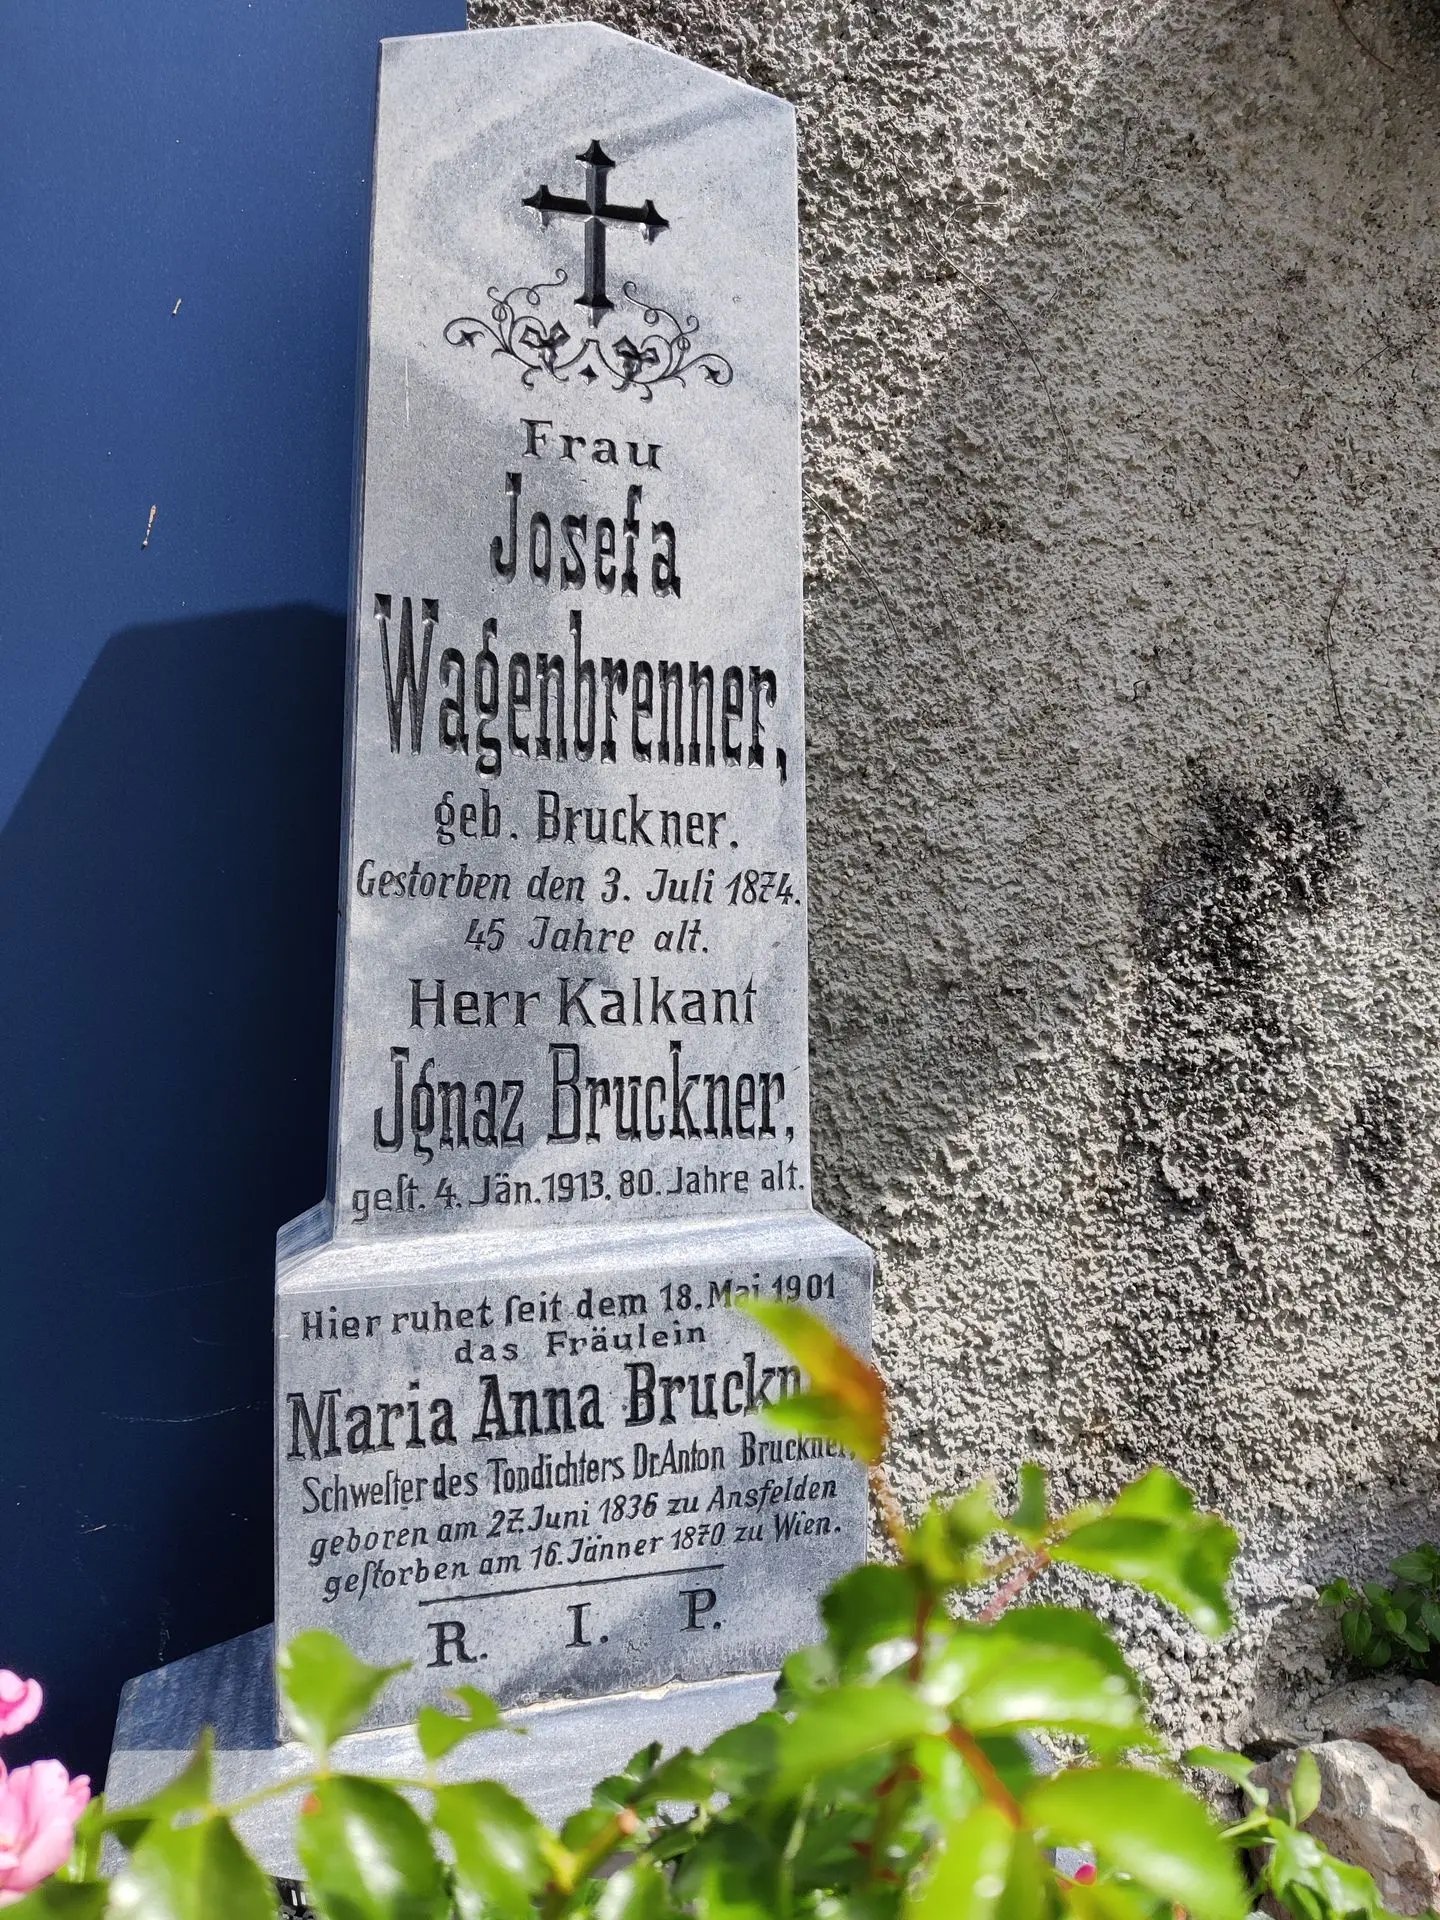 Frau
Josefa
Wagenbrenner,
geb. Bruckner.
Gestorben den 3. Juli 1874.
45 Jahre alt.
Herr Kalkant
Jgnaz Bruckner,
geſt. 4. Jän. 1913. 80. Jahre alt.
Hier ruhet ſeit dem 18. Mai 1901
das Fräulein
Maria Anna Bruckn
Schweſter des Tondichters Dr. Anton Bruckner,
geboren am 27. Juni 1836 zu Ansfelden
geſtorben am 16. Jänner 1870 zu Wien.
R. I. P.